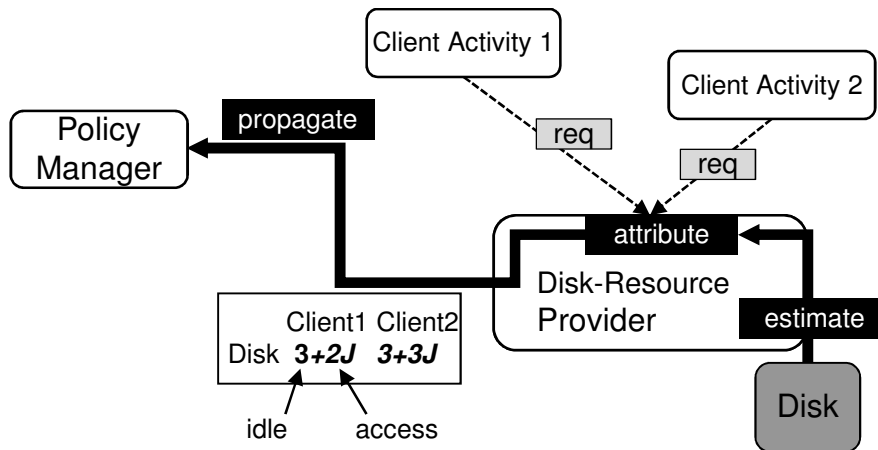 Client Activity 1
Client Activity 2
Policy
Manager
propagate
req
req
attribute
Disk-Resource
Provider
estimate
Client1 Client2
Disk 3+2J 3+3J
idle access
Disk